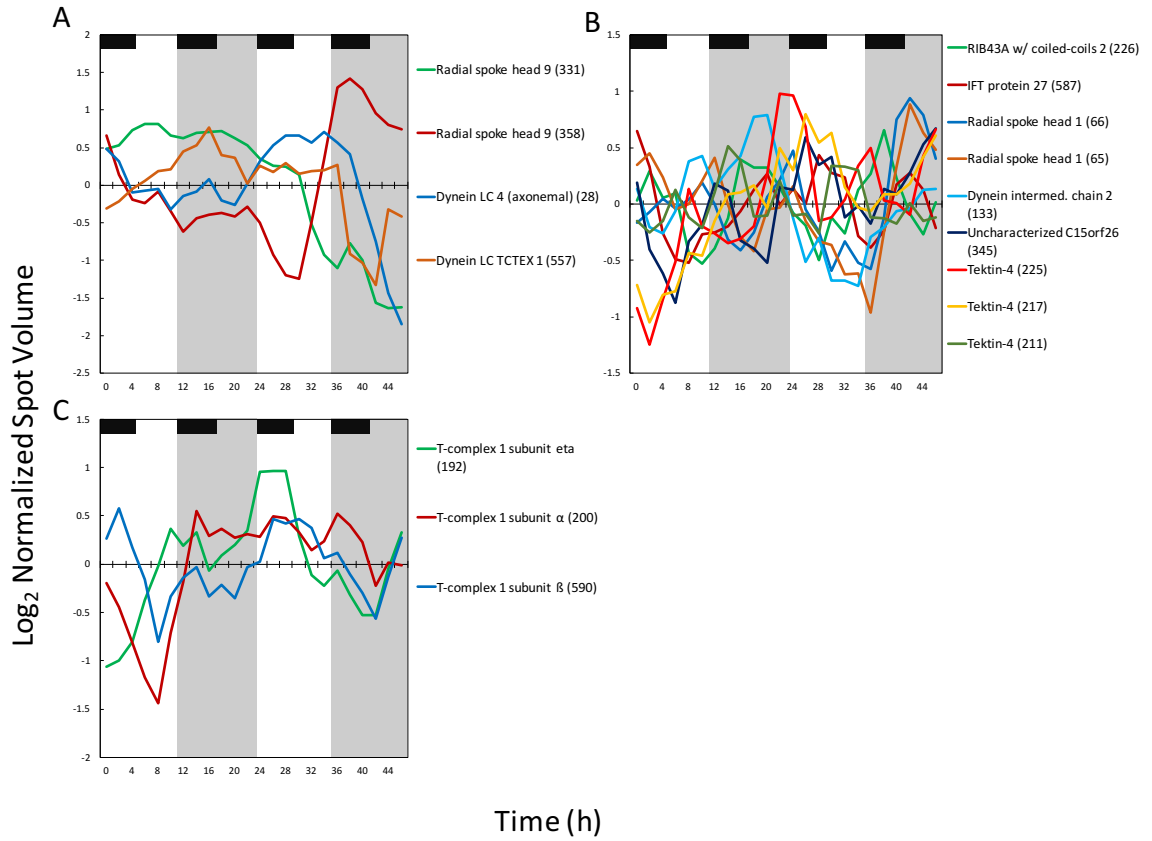 A
2
1.5
1
0.5
0
-0.5
-1
-1.5
-2
-2.5
0 4 8 12 16 20 24 28 32 36 40 44
Radial spoke head 9 (331)
Radial spoke head 9 (358)
Dynein LC 4 (axonemal) (28)
Dynein LC TCTEX 1 (557)
B
1.5
1
0.5
0
-0.5
-1
-1.5
0 4 8 12 16 20 24 28 32 36 40 44
RIB43A w/ coiled-coils 2 (226)
IFT protein 27 (587)
Radial spoke head 1 (66)
Radial spoke head 1 (65)
Dynein intermed. chain 2
(133)
Uncharacterized C15orf26
(345)
Tektin-4 (225)
Tektin-4 (217)
Tektin-4 (211)
C
1.5
1
0.5
0
-0.5
-1
-1.5
-2
0 4 8 12 16 20 24 28 32 36 40 44
T-complex 1 subunit eta
(192)
T-complex 1 subunit α (200)
T-complex 1 subunit ß (590)
Log2 Normalized Spot Volume
Time (h)